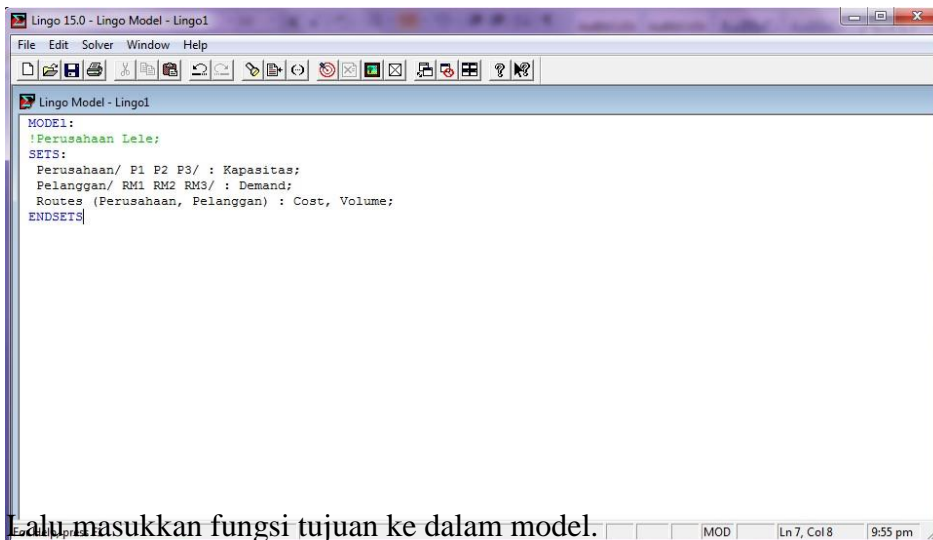 Lingo 15.0 - Lingo Model - Lingo1
File Edit Solver Window Help
Lingo Model - Lingo1
MODEl:
!Perusahaan Lele;
SETS:
Perusahaan/ P1 P2 P3/ : Kapasitas;
Pelanggan/ RM1 RM2 RM3/ : Demand;
Routes (Perusahaan, Pelanggan) : Cost, Volume;
ENDSETS
Lalu masukkan fungsi tujuan ke dalam model.
MOD Ln 7, Col 8 9:55 pm